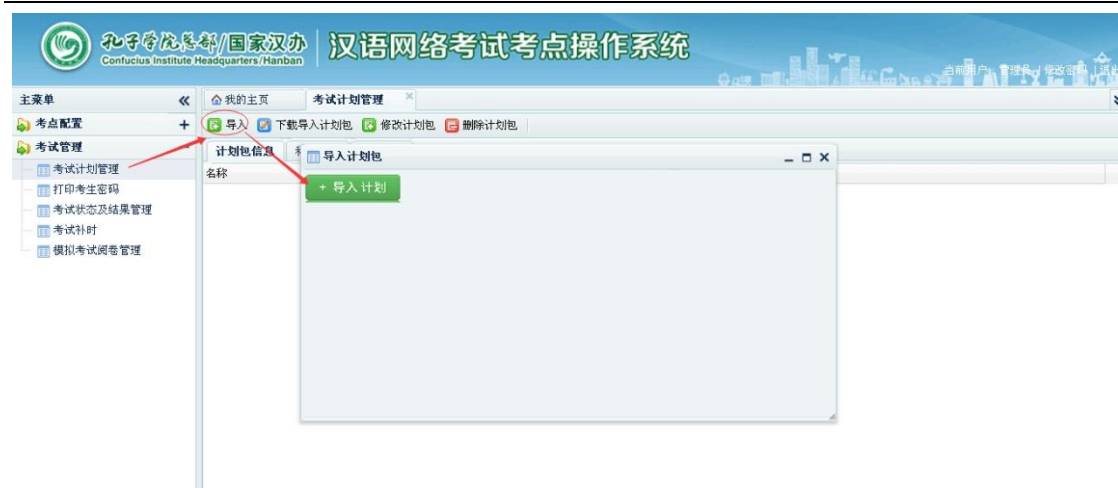 孔子学院总部/国家汉办 汉语网络考试考点操作系统
Confucius Institute Headquarters/Hanban
当前用户: 管理员 | 修改密码 |
主菜单 我的主页 考试计划管理
考点配置 导入 下载导入计划包 修改计划包 删除计划包
考试管理 计划包信息 导入计划包
考试计划管理 名称 + 导入计划
打印考生密码
考试状态及结果管理
考试补时
模拟考试阅卷管理